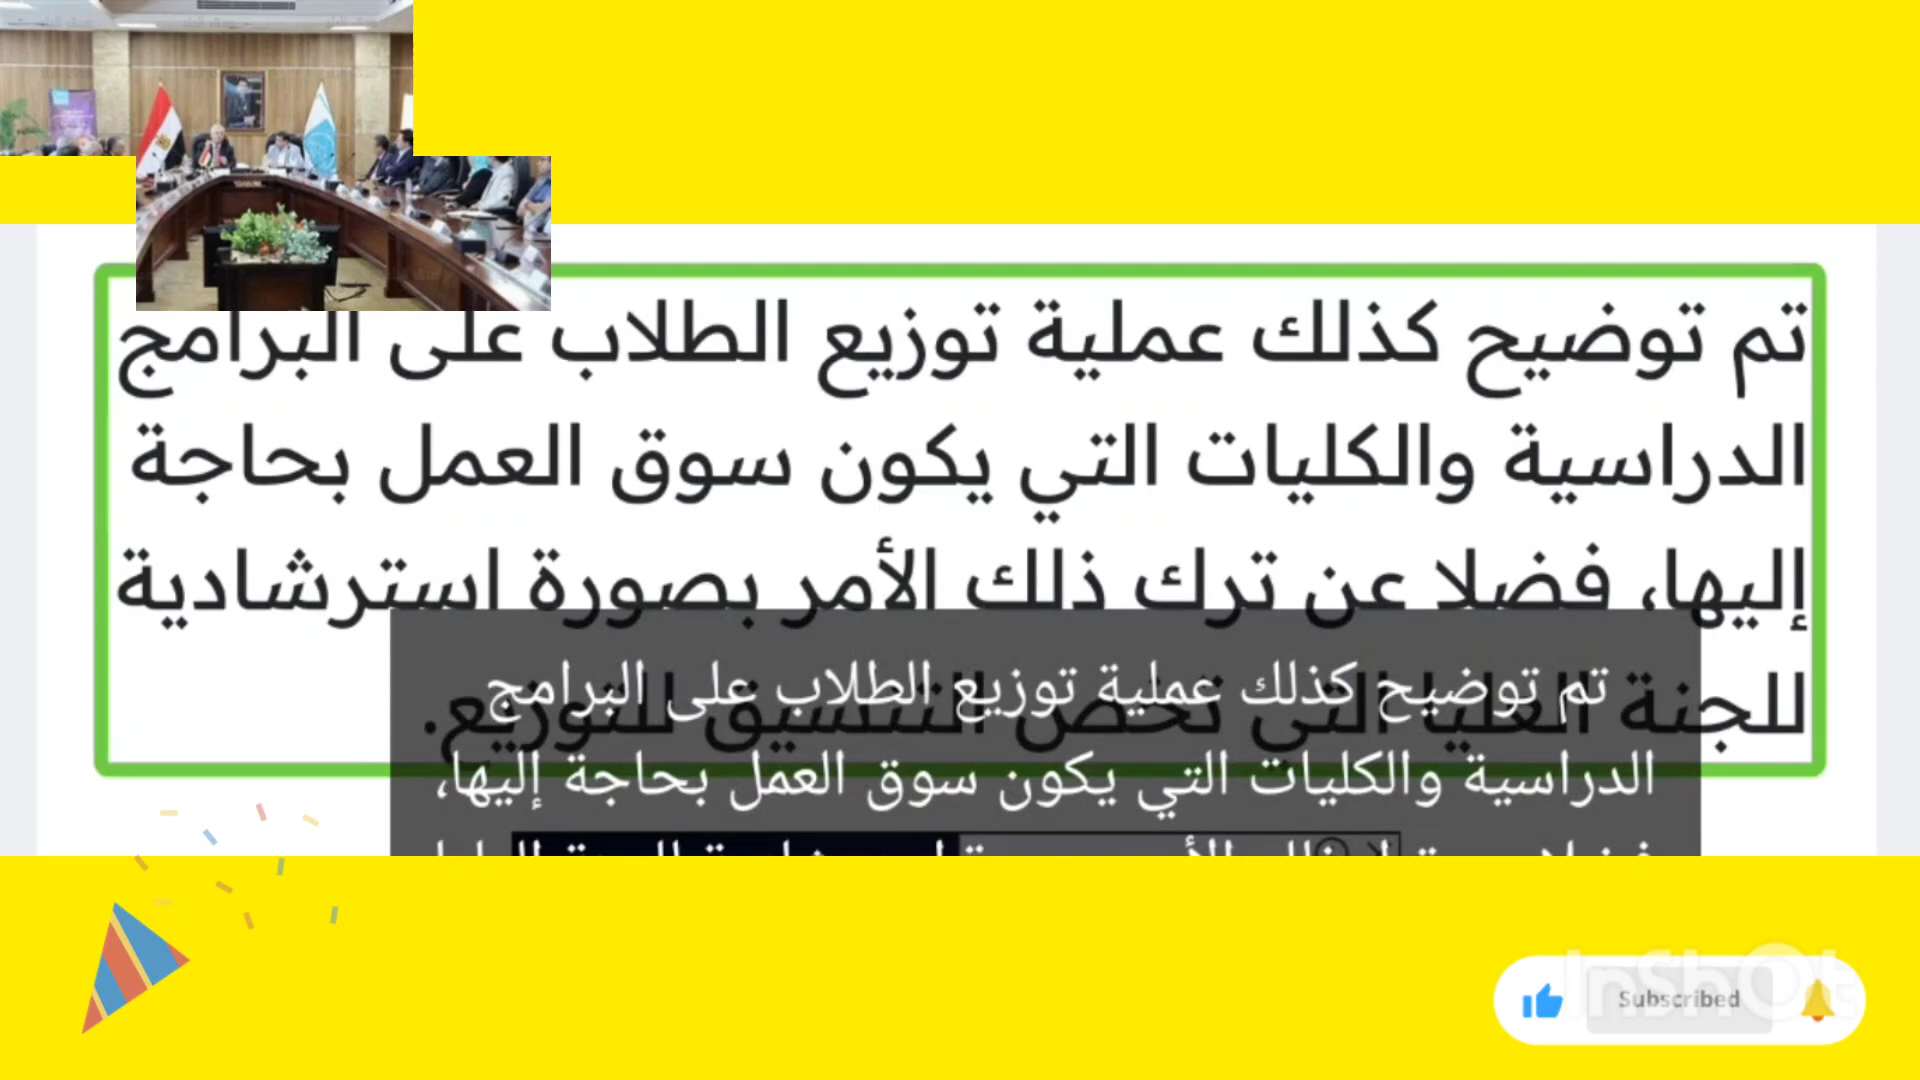 تم توضيح كذلك عملية توزيع الطلاب على البرامج
الدراسية والكليات التي يكون سوق العمل بحاجة
إليها، فضلا عن ترك ذلك الأمر بصورة استرشادية
للجنة العليا التي تخص التنسيق للتوزيع.
تم توضيح كذلك عملية توزيع الطلاب على البرامج
الدراسية والكليات التي يكون سوق العمل بحاجة إليها،
Subscribed
InShOt